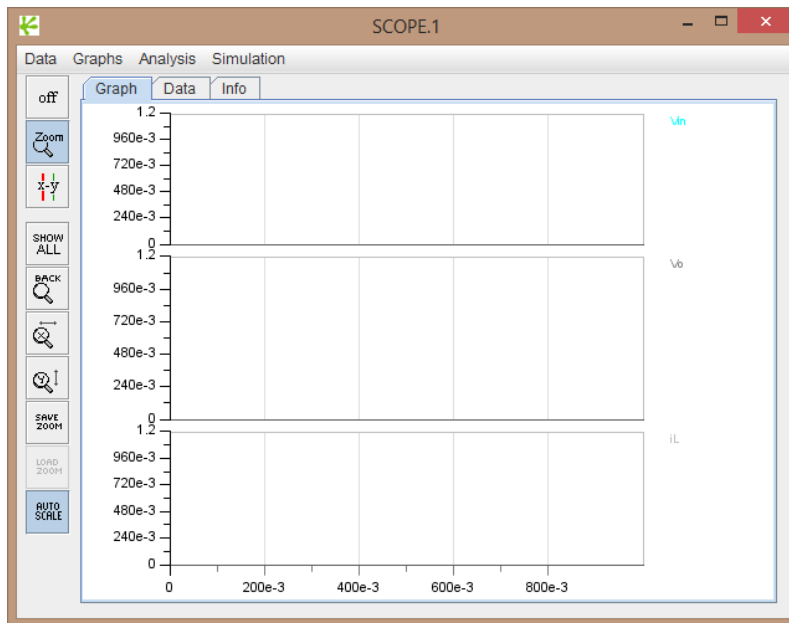 SCOPE.1
Data Graphs Analysis Simulation
off
Graph Data Info
Zoom
x-y
SHOW
ALL
BACK
X
Y
SAVE
ZOOM
LOAD
ZOOM
AUTO
SCALE
1.2
960e-3
720e-3
480e-3
240e-3
0
Vin
1.2
960e-3
720e-3
480e-3
240e-3
0
Vo
1.2
960e-3
720e-3
480e-3
240e-3
0
iL
0 200e-3 400e-3 600e-3 800e-3